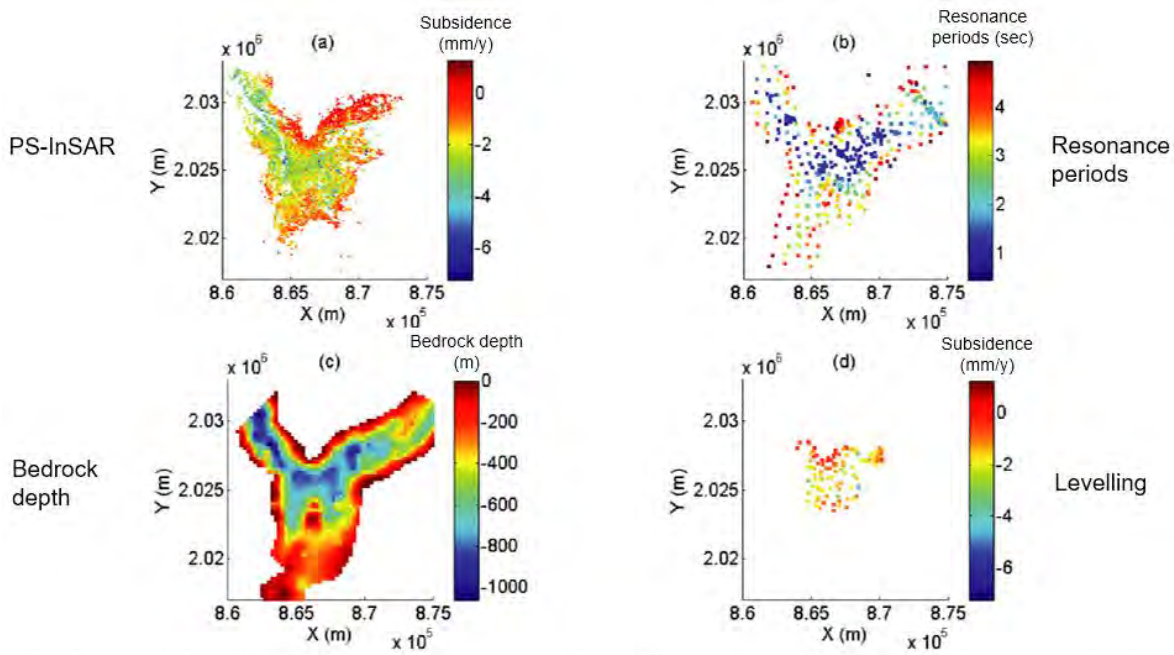 Subsidence
(mm/y)
x 10⁶
(a)
0
-2
-4
-6
2.03
2.025
2.02
Y (m)
8.6
8.65
8.7
8.75
X (m)
x 10⁵
PS-InSAR
Resonance
periods (sec)
x 10⁶
(b)
4
3
2
1
2.03
2.025
2.02
Y (m)
8.6
8.65
8.7
8.75
X (m)
x 10⁵
Resonance
periods
Bedrock depth
(m)
x 10⁶
(c)
0
-200
-400
-600
-800
-1000
2.03
2.025
2.02
Y (m)
8.6
8.65
8.7
8.75
X (m)
x 10⁵
Bedrock
depth
Subsidence
(mm/y)
x 10⁶
(d)
0
-2
-4
-6
2.03
2.025
2.02
Y (m)
8.6
8.65
8.7
8.75
X (m)
x 10⁵
Levelling